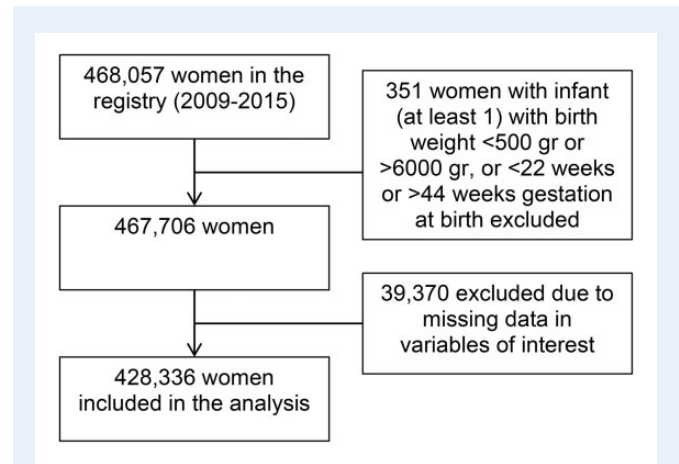 468,057 women in the
registry (2009-2015)
351 women with infant
(at least 1) with birth
weight <500 gr or
>6000 gr, or <22 weeks
or >44 weeks gestation
at birth excluded
467,706 women
39,370 excluded due to
missing data in
variables of interest
428,336 women
included in the analysis